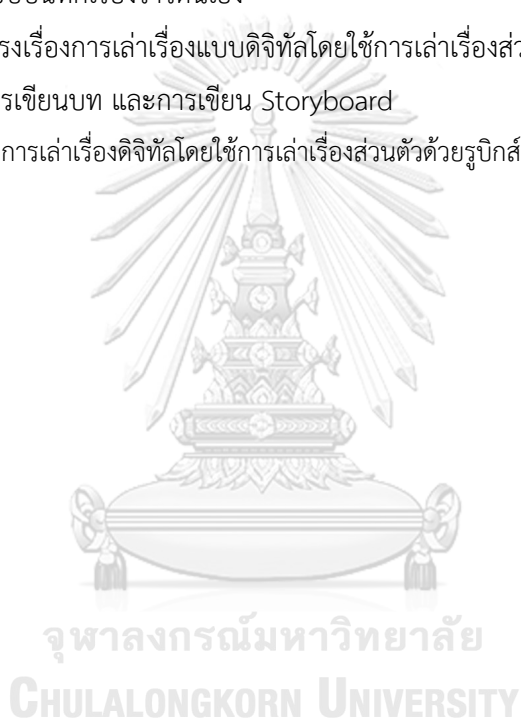 รเรื่องการเล่าเรื่องแบบดิจิทัลโดยใช้การเล่าเรื่องส่ว
รเขียนบท และการเขียน Storyboard
การเล่าเรื่องดิจิทัลโดยใช้การเล่าเรื่องส่วนตัวด้วยรูบิกส์
จุฬาลงกรณ์มหาวิทยาลัย
CHULALONGKORN UNIVERSITY